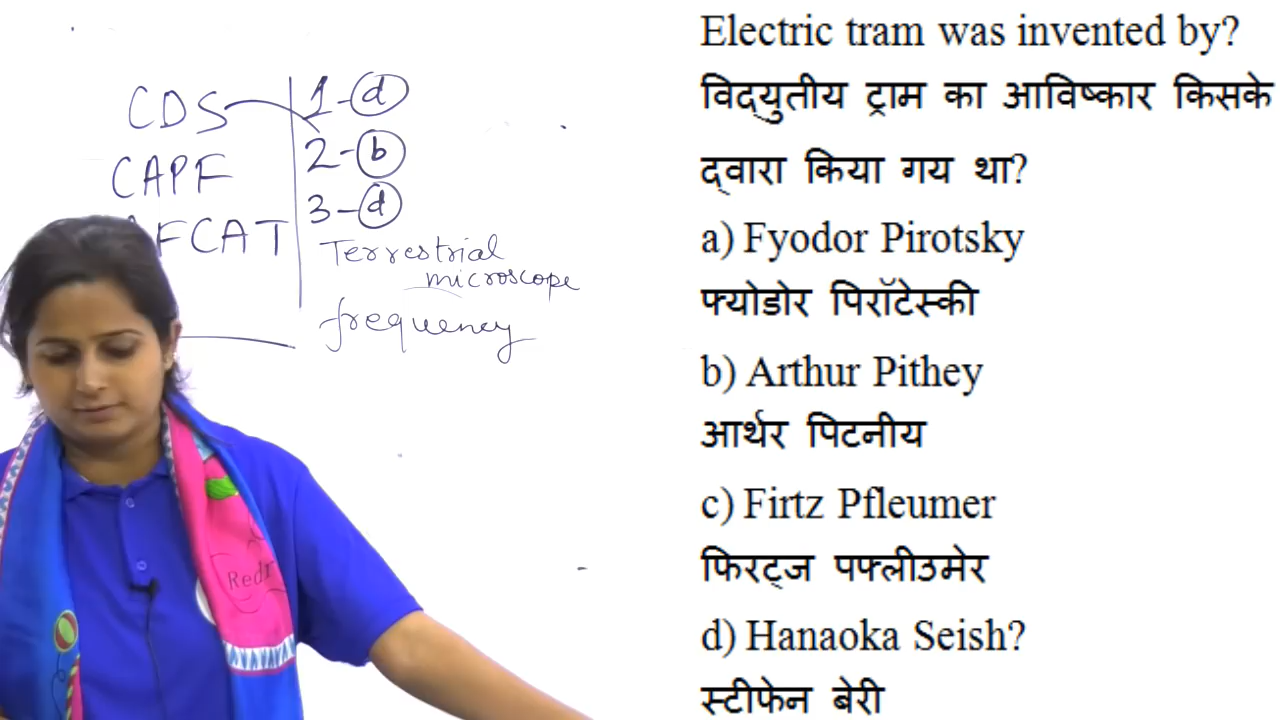 CDS
CAPF
FCAT
1-d
2-b
3-d
Terrestrial
microscope
frequency
Redr
Electric tram was invented by?
विद्युतीय ट्राम का आविष्कार किसके
द्वारा किया गय था?
a) Fyodor Pirotsky
फ्योडोर पिरॉटेस्की
b) Arthur Pithey
आर्थर पिटनीय
c) Firtz Pfleumer
फिरट्ज पफ्लीउमेर
d) Hanaoka Seish?
स्टीफेन बेरी